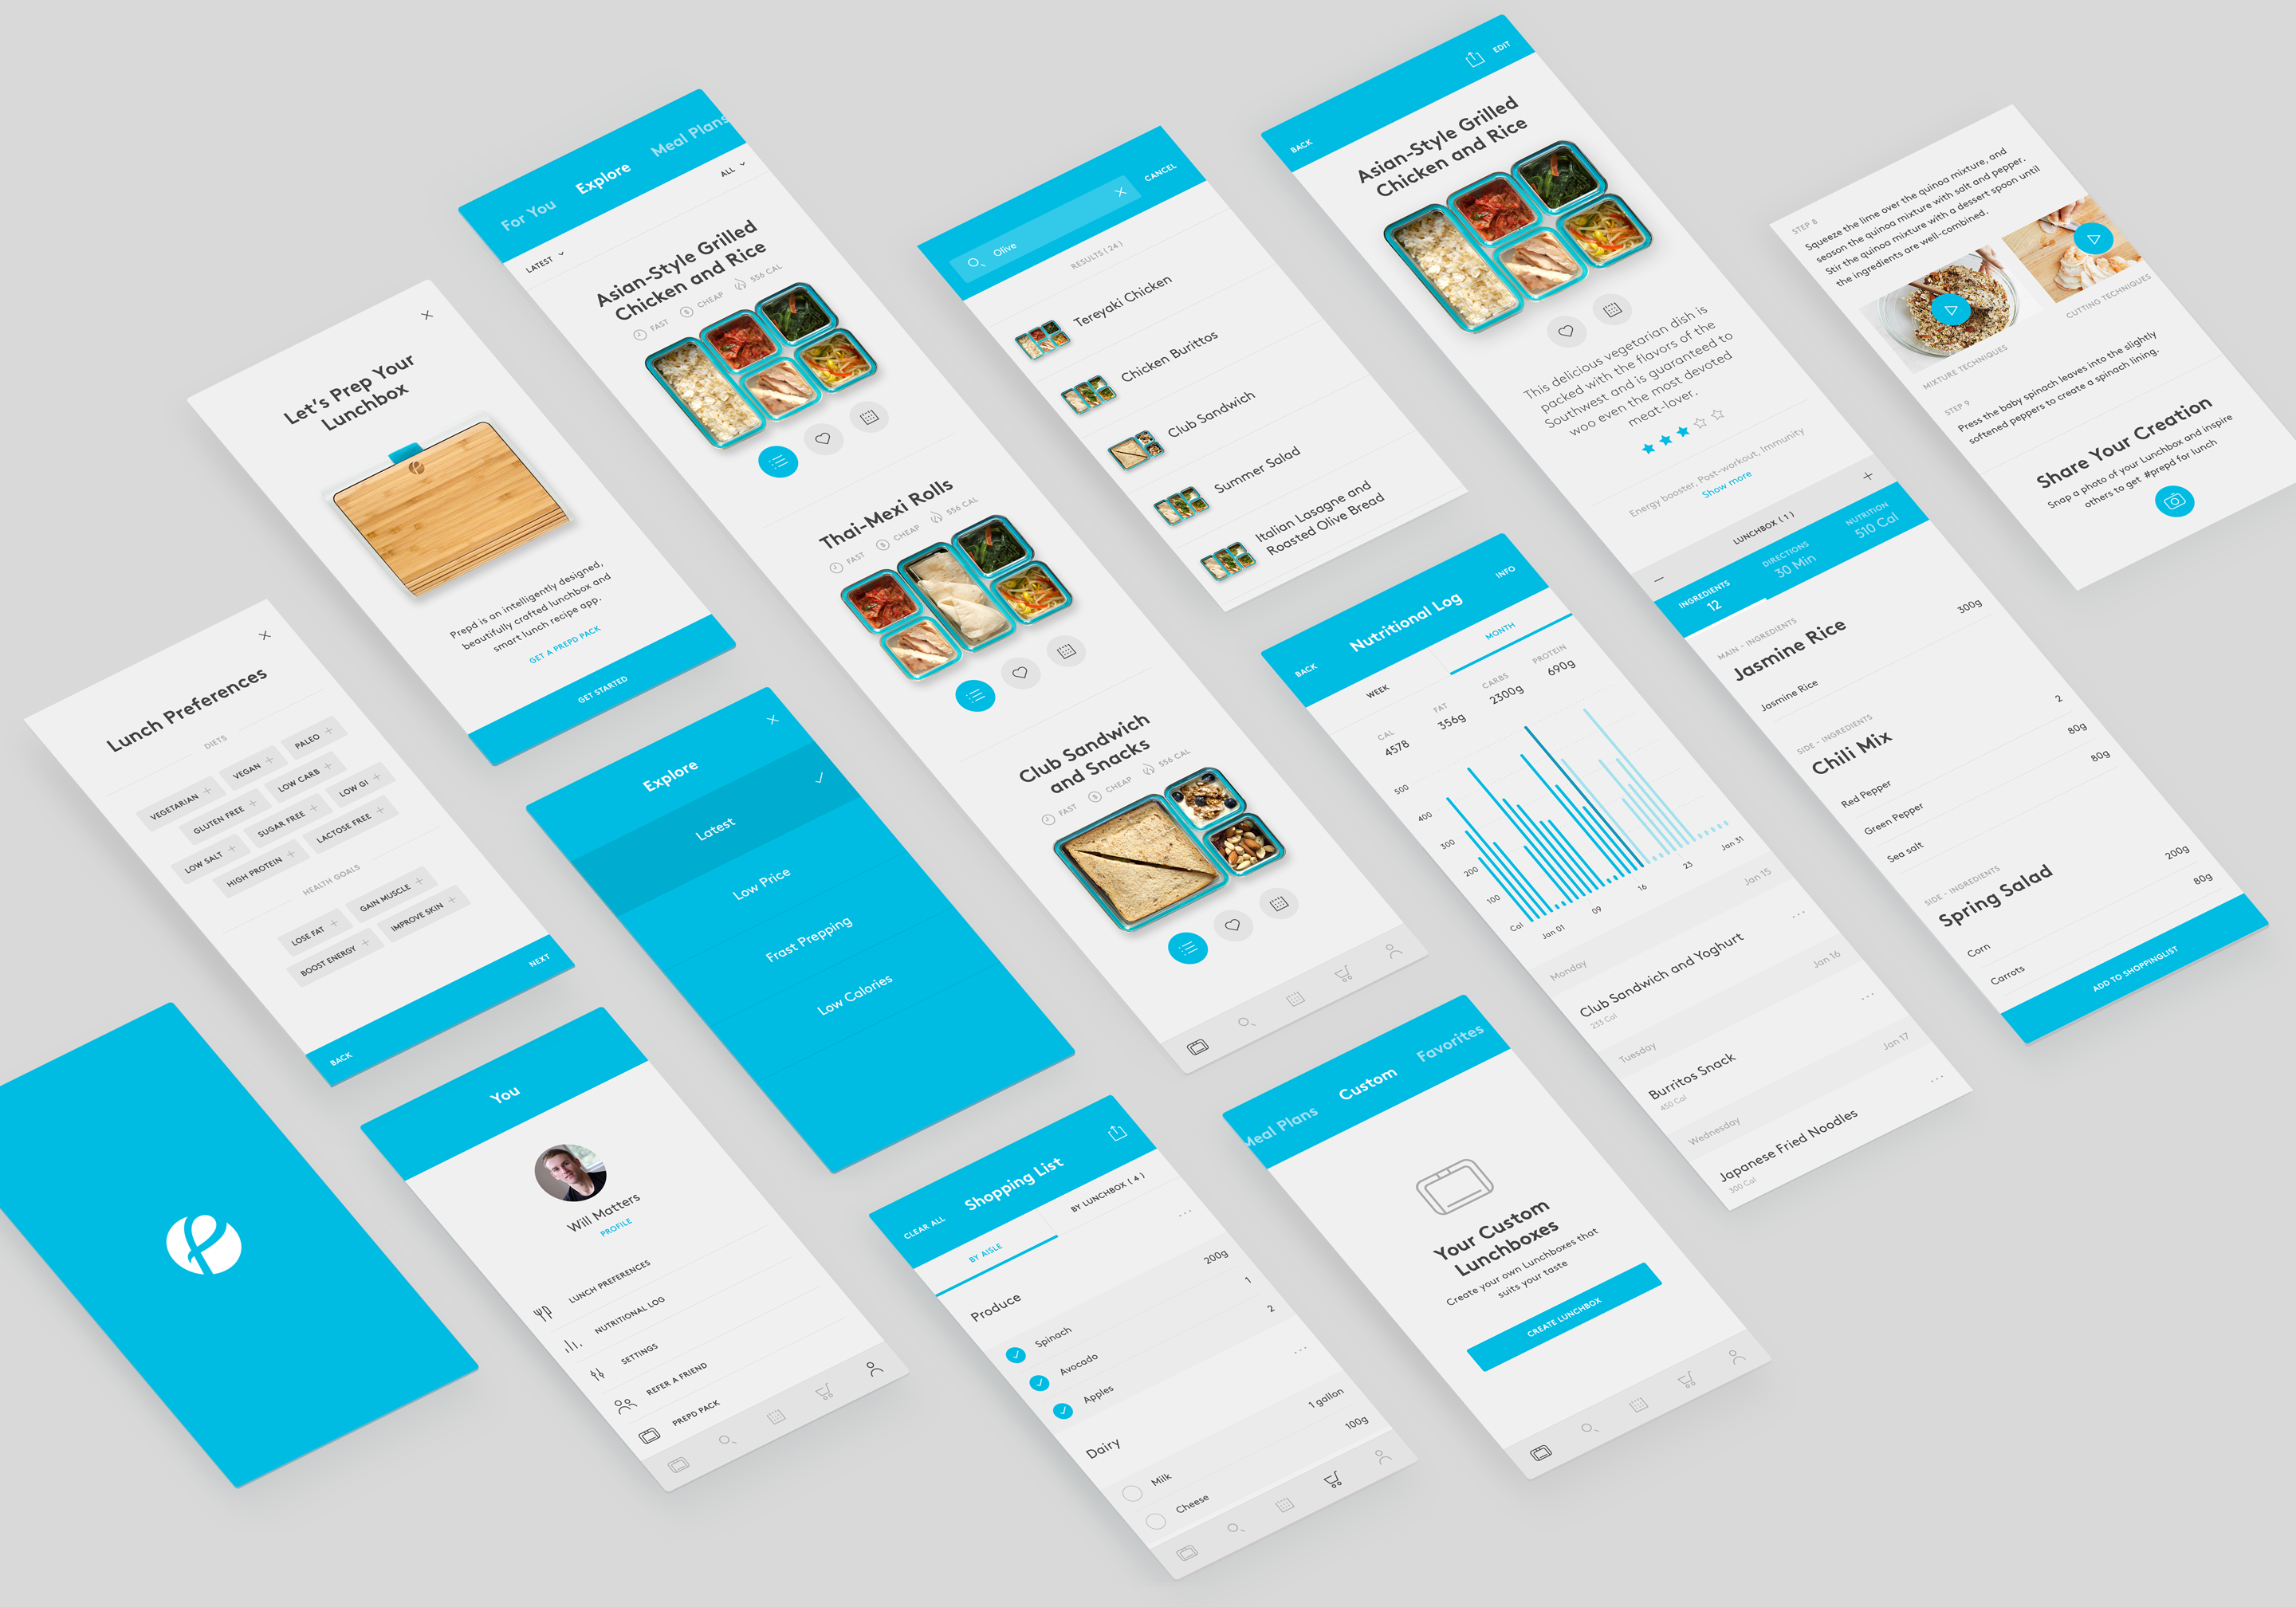 Lunch Preferences
DIETS
VEGETARIAN
VEGAN
PALEO
GLUTEN FREE
LOW CARB
LOW SALT
SUGAR FREE
LOW GI
HIGH PROTEIN
LACTOSE FREE
HEALTH GOALS
LOSE FAT
GAIN MUSCLE
BOOST ENERGY
IMPROVE SKIN
BACK
NEXT
Let's Prep Your
Lunchbox
Prepd is an intelligently designed,
beautifully crafted lunchbox and
smart lunch recipe app.
GET A PREPD PACK
GET STARTED
You
Will Matters
PROFILE
LUNCH PREFERENCES
NUTRITIONAL LOG
SETTINGS
REFER A FRIEND
PREPD PACK
For You
Explore
Meal Plans
LATEST
ALL
Asian-Style Grilled
Chicken and Rice
FAST
CHEAP
556 CAL
Thai-Mexi Rolls
FAST
CHEAP
556 CAL
Club Sandwich
and Snacks
FAST
CHEAP
556 CAL
Explore
Latest
Low Price
Frast Prepping
Low Calories
Olive
CANCEL
RESULTS ( 24 )
Tereyaki Chicken
Chicken Burittos
Club Sandwich
Summer Salad
Italian Lasagne and
Roasted Olive Bread
CLEAR ALL
Shopping List
BY AISLE
BY LUNCHBOX ( 4 )
Produce
Spinach
200g
Avocado
1
Apples
2
Dairy
Milk
1 gallon
Cheese
100g
BACK
Nutritional Log
INFO
WEEK
MONTH
CAL
4578
FAT
356g
CARBS
2300g
PROTEIN
690g
500
400
300
200
100
Cal
Jan 01
09
16
23
Jan 31
Monday
Jan 15
Club Sandwich and Yoghurt
233 Cal
Tuesday
Jan 16
Burritos Snack
450 Cal
Wednesday
Jan 17
Japanese Fried Noodles
300 Cal
Meal Plans
Custom
Favorites
Your Custom
Lunchboxes
Create your own Lunchboxes that
suits your taste
CREATE LUNCHBOX
BACK
EDIT
Asian-Style Grilled
Chicken and Rice
This delicious vegetarian dish is
packed with the flavors of the
Southwest and is guaranteed to
woo even the most devoted
meat-lover.
Energy booster, Post-workout, Immunity
Show more
LUNCHBOX ( 1 )
INGREDIENTS
12
DIRECTIONS
30 Min
NUTRITION
510 Cal
MAIN - INGREDIENTS
Jasmine Rice
Jasmine Rice
300g
SIDE - INGREDIENTS
Chili Mix
Red Pepper
2
Green Pepper
80g
Sea salt
80g
SIDE - INGREDIENTS
Spring Salad
Corn
200g
Carrots
80g
ADD TO SHOPPINGLIST
STEP 8
Squeeze the lime over the quinoa mixture, and
season the quinoa mixture with salt and pepper.
Stir the quinoa mixture with a dessert spoon until
the ingredients are well-combined.
MIXTURE TECHNIQUES
CUTTING TECHNIQUES
STEP 9
Press the baby spinach leaves into the slightly
softened peppers to create a spinach lining.
Share Your Creation
Snap a photo of your Lunchbox and inspire
others to get #prepd for lunch